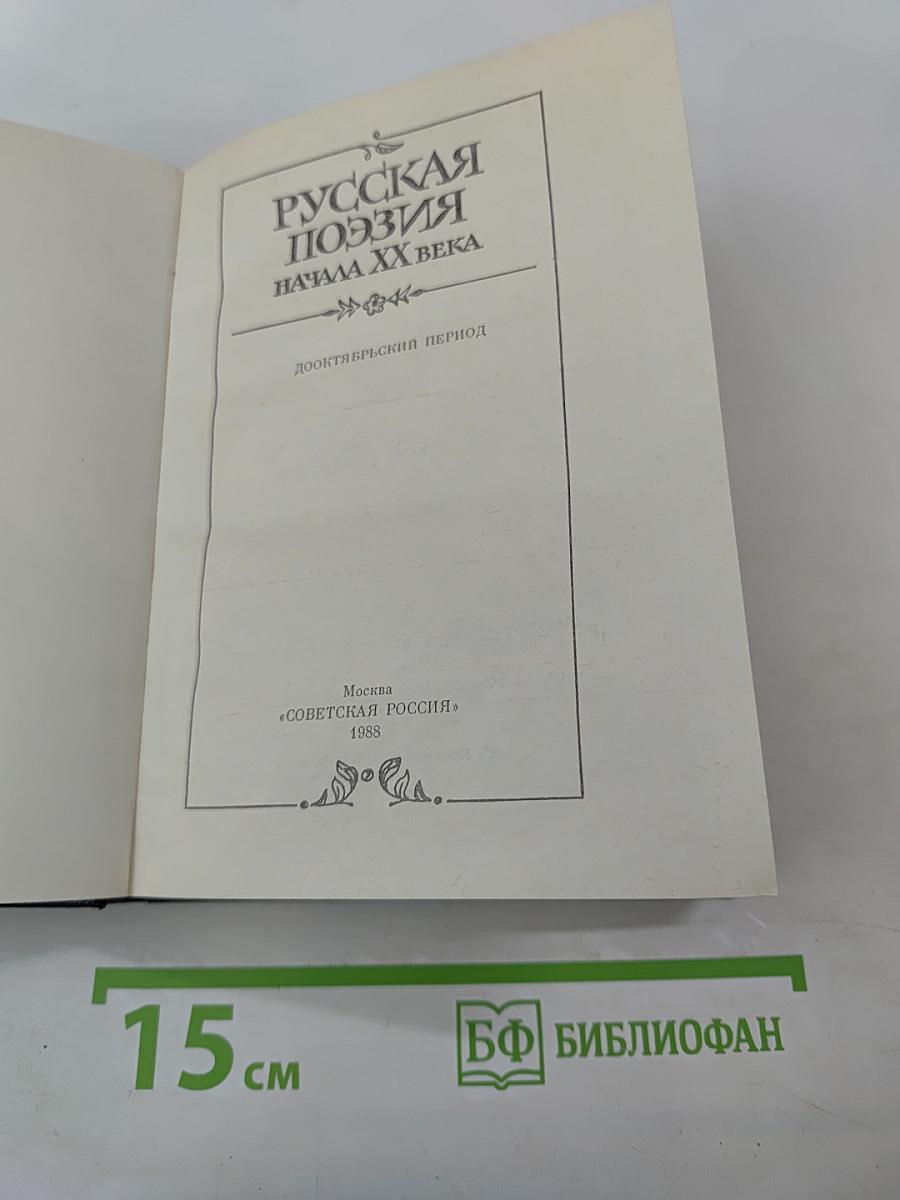 РУССКАЯ
ПОЭЗИЯ
НАЧАЛА XX ВЕКА
ДООКТЯБРЬСКИЙ ПЕРИОД
Москва
«СОВЕТСКАЯ РОССИЯ»
1988
15 см
БФ БИБЛИОФАН